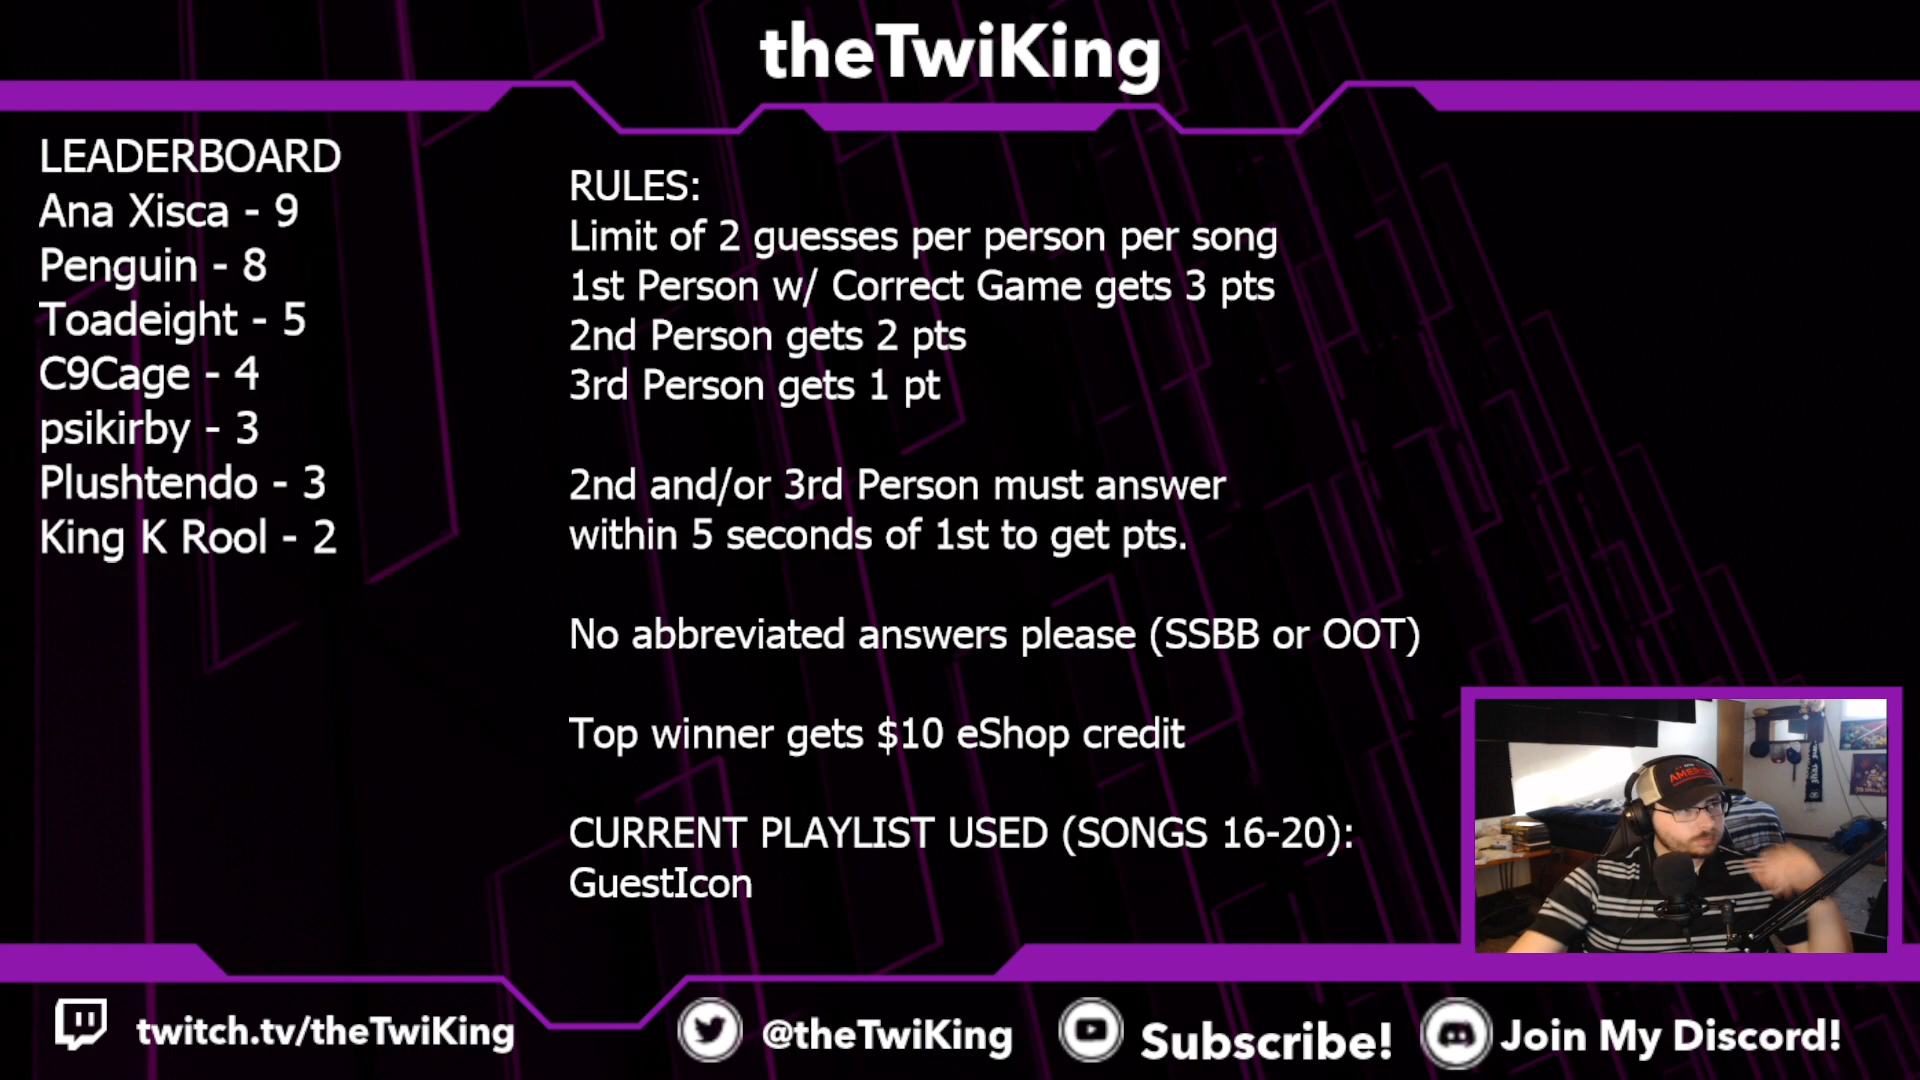 theTwiKing
LEADERBOARD
Ana Xisca - 9
Penguin - 8
Toadeight - 5
C9Cage - 4
psikirby - 3
Plushtendo - 3
King K Rool - 2
RULES:
Limit of 2 guesses per person per song
1st Person w/ Correct Game gets 3 pts
2nd Person gets 2 pts
3rd Person gets 1 pt
2nd and/or 3rd Person must answer
within 5 seconds of 1st to get pts.
No abbreviated answers please (SSBB or OOT)
Top winner gets $10 eShop credit
CURRENT PLAYLIST USED (SONGS 16-20):
GuestIcon
twitch.tv/theTwiKing
@theTwiKing
Subscribe!
Join My Discord!